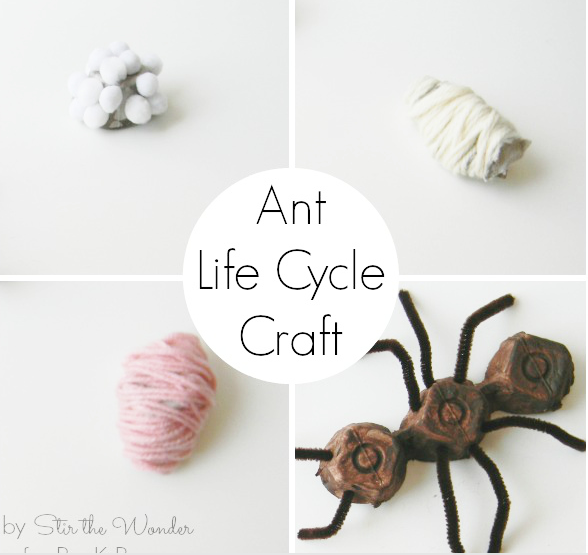 Ant
Life Cycle
Craft
by Stir the Wonder